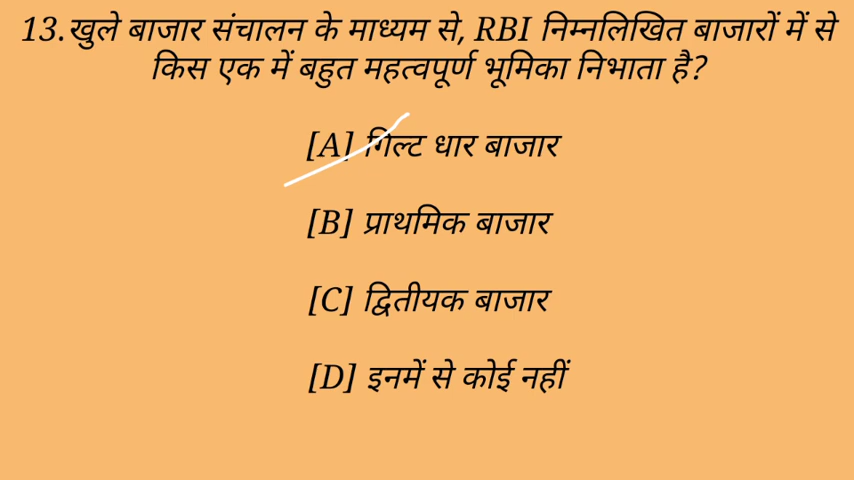 13. खुले बाजार संचालन के माध्यम से, RBI निम्नलिखित बाजारों में से
किस एक में बहुत महत्वपूर्ण भूमिका निभाता है?
[A] गिल्ट धार बाजार
[B] प्राथमिक बाजार
[C] द्वितीयक बाजार
[D] इनमें से कोई नहीं